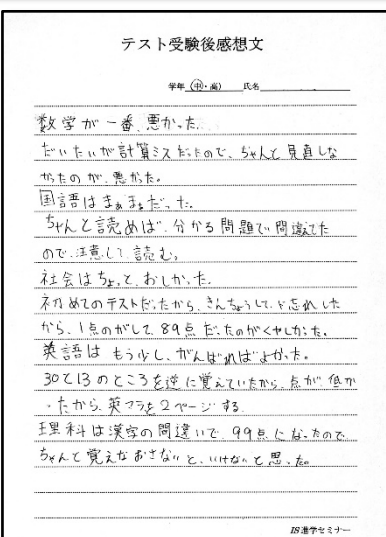 テスト受験後感想文
学年 (中・高) 氏名
数学が一番、悪かった。
だいたいが計算ミスだったので、ちゃんと見直しな
かったのが、悪かった。
国語はまぁまぁだった。
ちゃんと読めば、分かる問題で間違てた
ので、注意して読む。
社会はちょっと、おしかった。
初めてのテストだったから、きんちょうして、ド忘れした
から、1点のがして、89点だったのがくやしかった。
英語は もう少し、がんばればよかった。
30と13のところを逆に覚えていたから、点が、低か
ったから、英プラを2ページする。
理科は漢字の間違いで、99点になったので
ちゃんと覚えなおさないと、いけないと思った。
IS進学セミナー